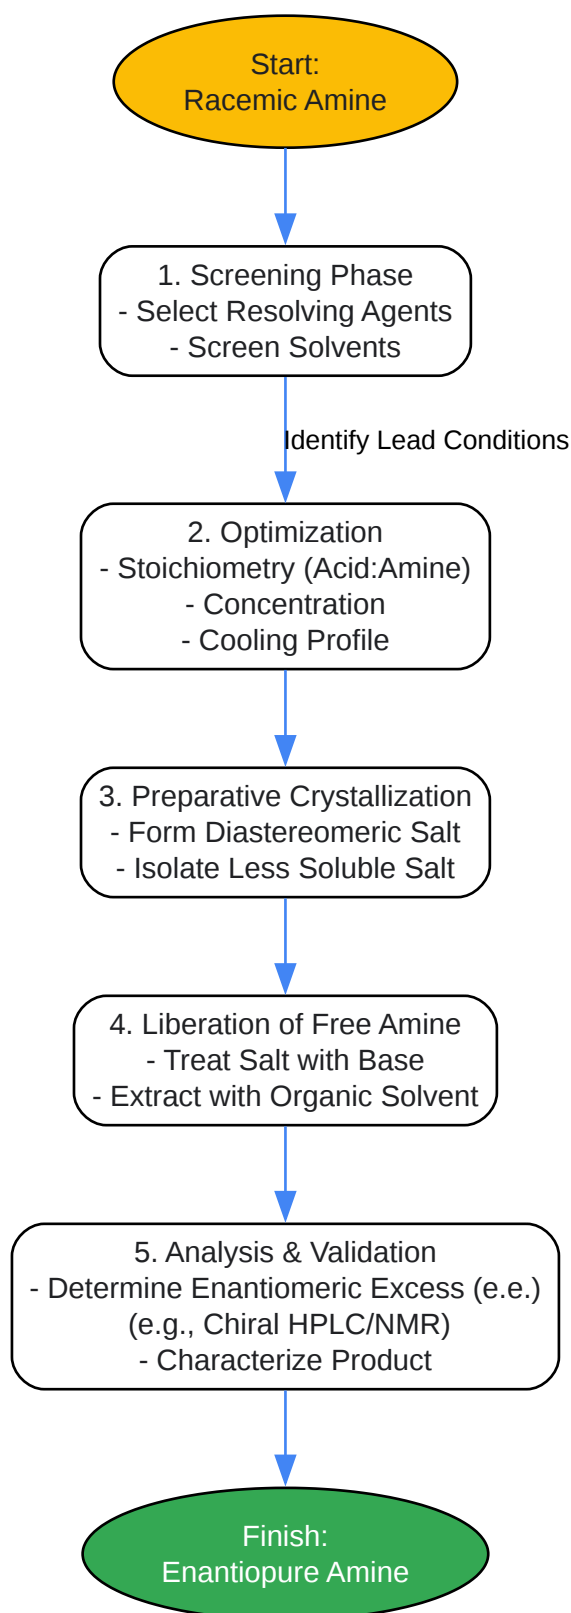 Start:
Racemic Amine
1. Screening Phase
- Select Resolving Agents
- Screen Solvents
Identify Lead Conditions
2. Optimization
- Stoichiometry (Acid:Amine)
- Concentration
- Cooling Profile
3. Preparative Crystallization
- Form Diastereomeric Salt
- Isolate Less Soluble Salt
4. Liberation of Free Amine
- Treat Salt with Base
- Extract with Organic Solvent
5. Analysis & Validation
- Determine Enantiomeric Excess (e.e.)
(e.g., Chiral HPLC/NMR)
- Characterize Product
Finish:
Enantiopure Amine